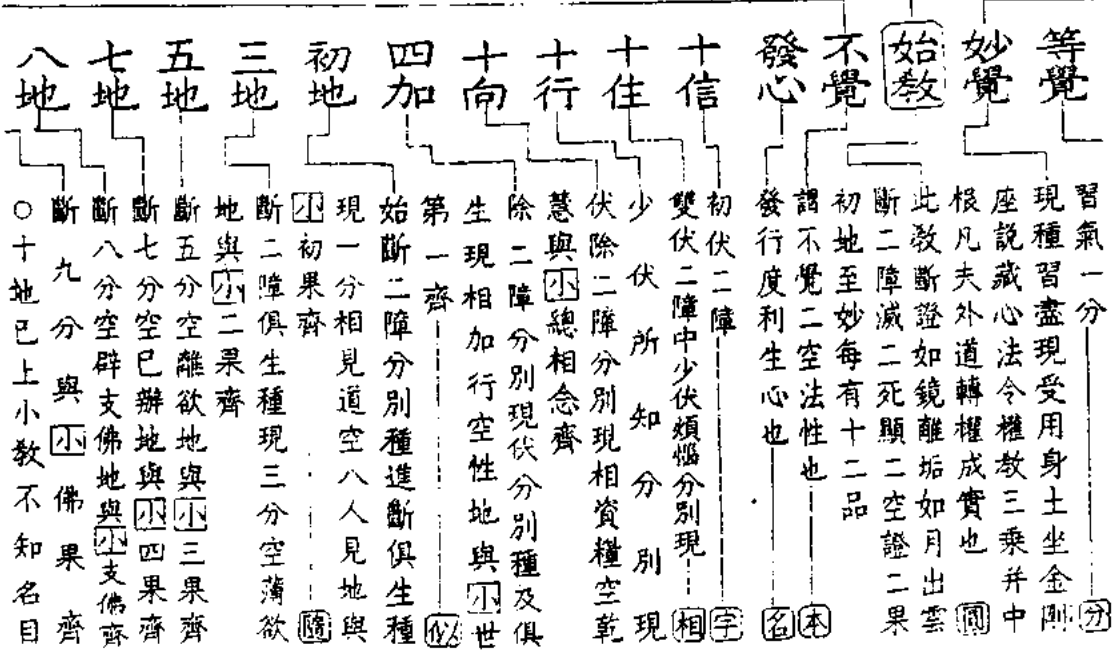 等覺
妙覺
始教
不覺
發心
十信
十住
十行
十向
四加
初地
三地
五地
七地
八地
習氣一分 分
現種習盡現受用身土坐金剛
座說藏心法令權教三乘并中
根凡夫外道轉權成實也
此教斷證如鏡離垢如月出雲
斷二障滅二死顯二空證二果
初地至妙每有十二品
謂不覺二空法性也 本
發行度利生心也 名
初伏二障 字
雙伏二障中少伏煩惱分別現 相
少伏所知分別現
伏除二障分別現相資糧空乾
慧與小總相念齊
除二障分別現伏分別種及俱
生現相加行空性地與小世
第一齊 似
始斷二障分別種進斷俱生種
現一分相見道空八人見地與
小初果齊 隨
斷二障俱生種現三分空薄欲
地與小二果齊
斷五分空離欲地與小三果齊
斷七分空已辦地與小四果齊
斷八分空辟支佛地與小支佛齊
斷九分與小佛果齊
○十地已上小教不知名目